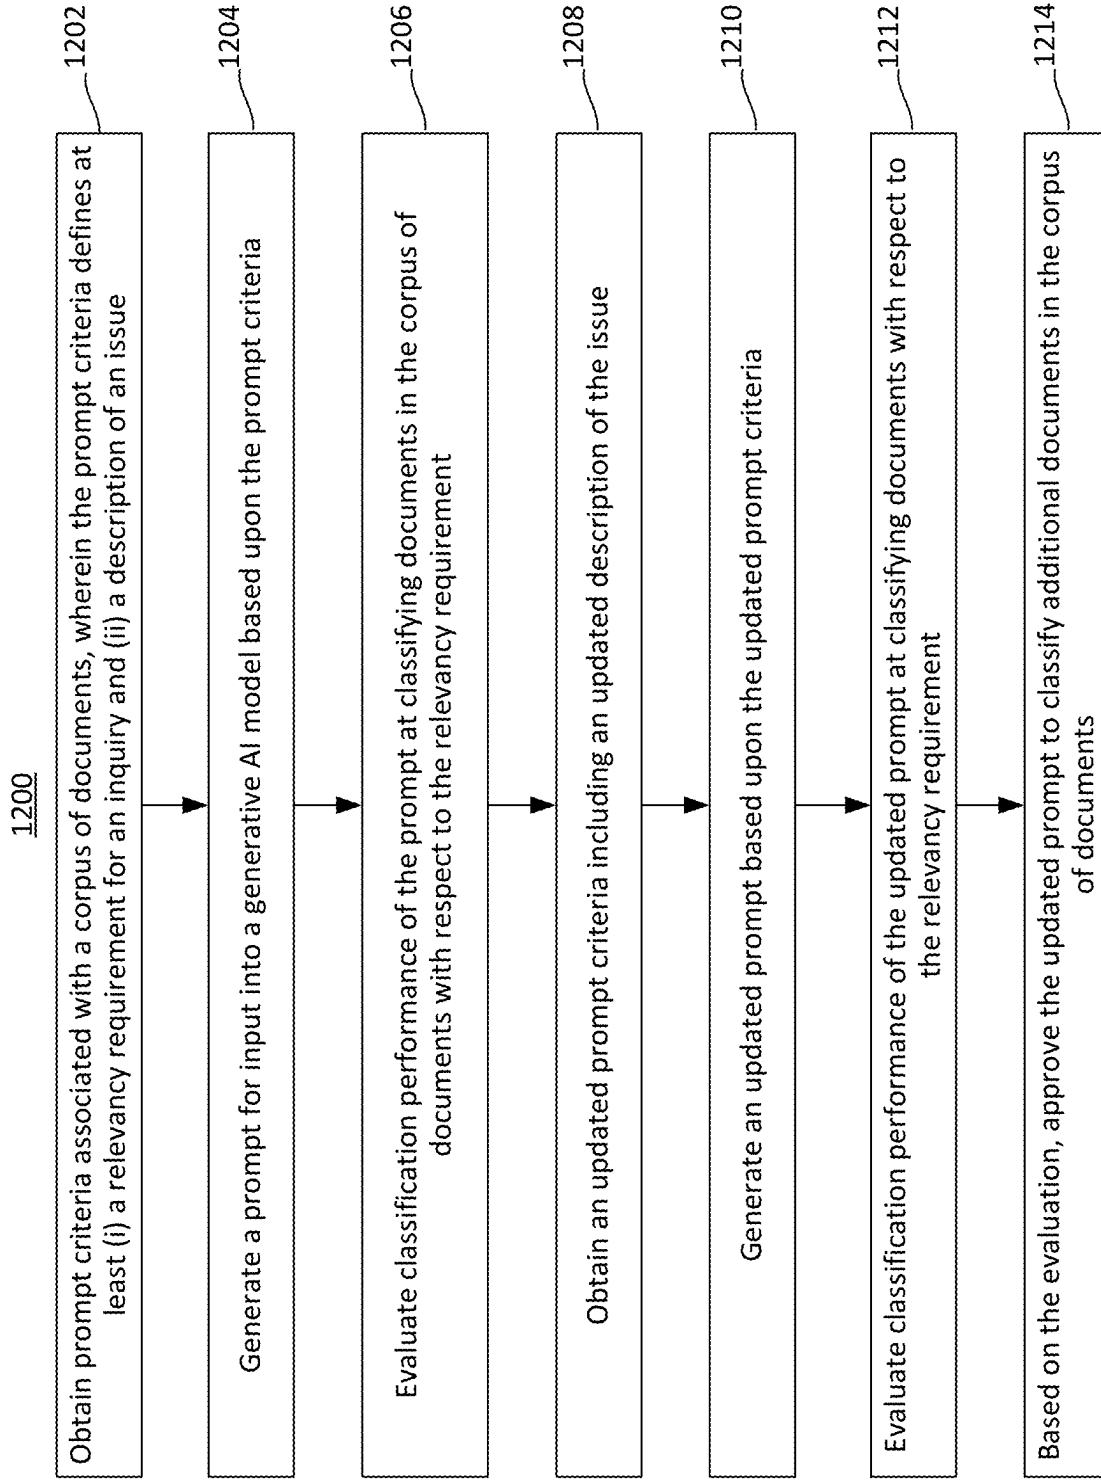 1200
Obtain prompt criteria associated with a corpus of documents, wherein the prompt criteria defines at
least (i) a relevancy requirement for an inquiry and (ii) a description of an issue
1202
Generate a prompt for input into a generative AI model based upon the prompt criteria
1204
Evaluate classification performance of the prompt at classifying documents in the corpus of
documents with respect to the relevancy requirement
1206
Obtain an updated prompt criteria including an updated description of the issue
1208
Generate an updated prompt based upon the updated prompt criteria
1210
Evaluate classification performance of the updated prompt at classifying documents with respect to
the relevancy requirement
1212
Based on the evaluation, approve the updated prompt to classify additional documents in the corpus
of documents
1214